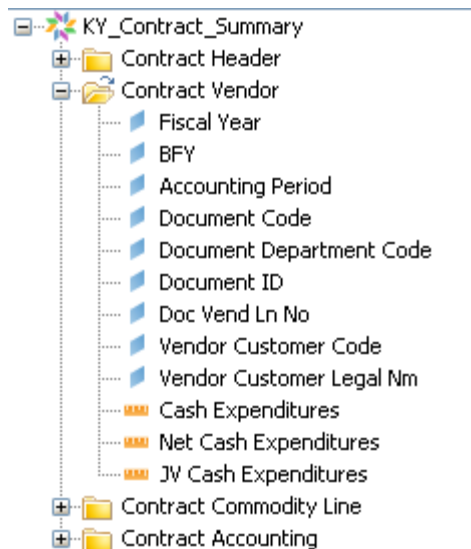 KY_Contract_Summary
Contract Header
Contract Vendor
Fiscal Year
BFY
Accounting Period
Document Code
Document Department Code
Document ID
Doc Vend Ln No
Vendor Customer Code
Vendor Customer Legal Nm
Cash Expenditures
Net Cash Expenditures
JV Cash Expenditures
Contract Commodity Line
Contract Accounting